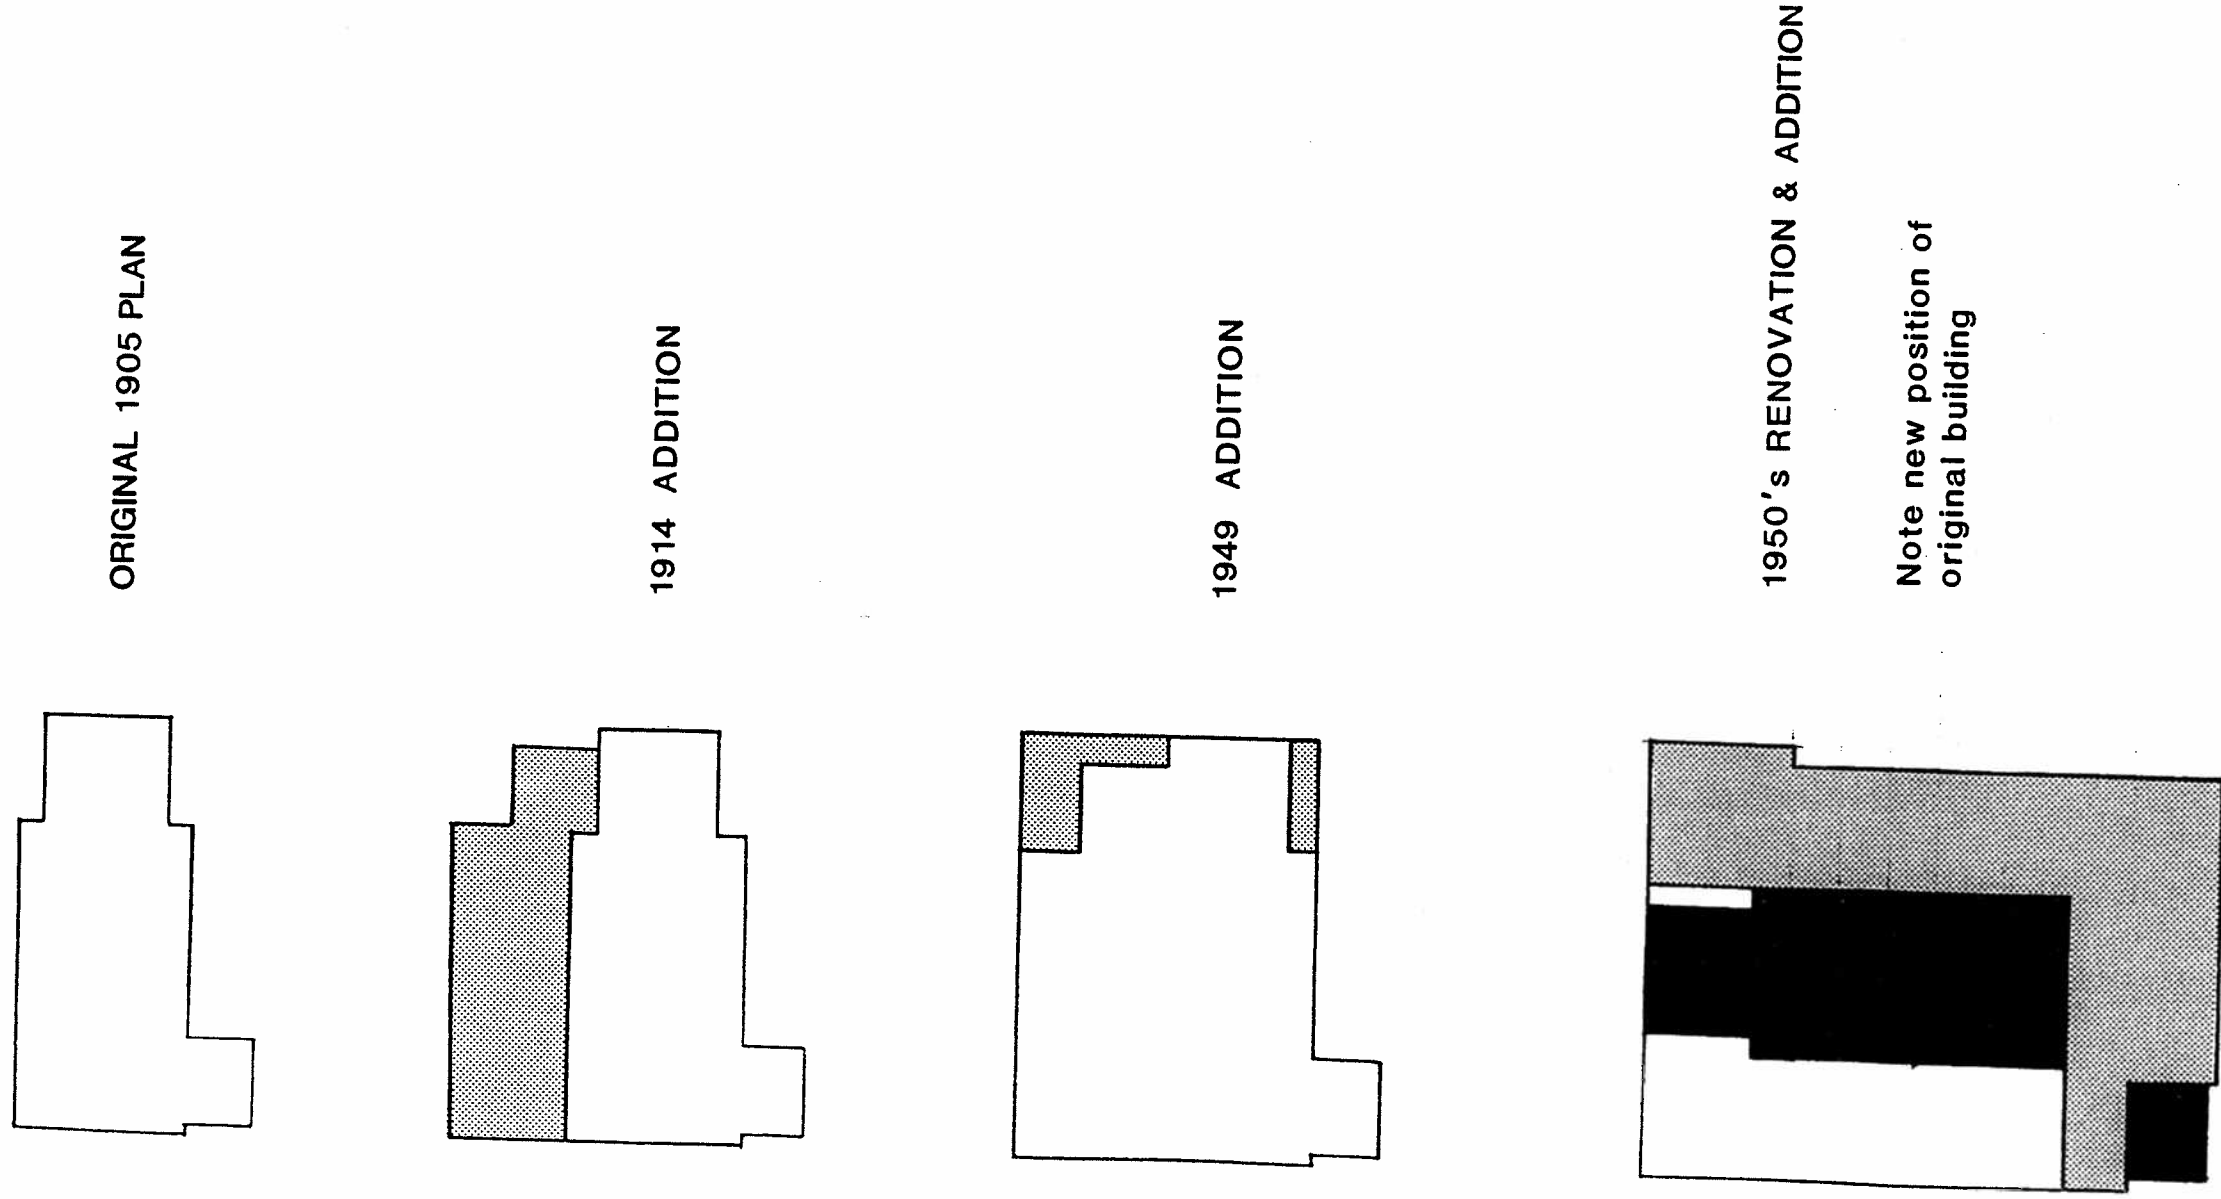 ORIGINAL 1905 PLAN
1914 ADDITION
1949 ADDITION
1950's RENOVATION & ADDITION
Note new position of
original building